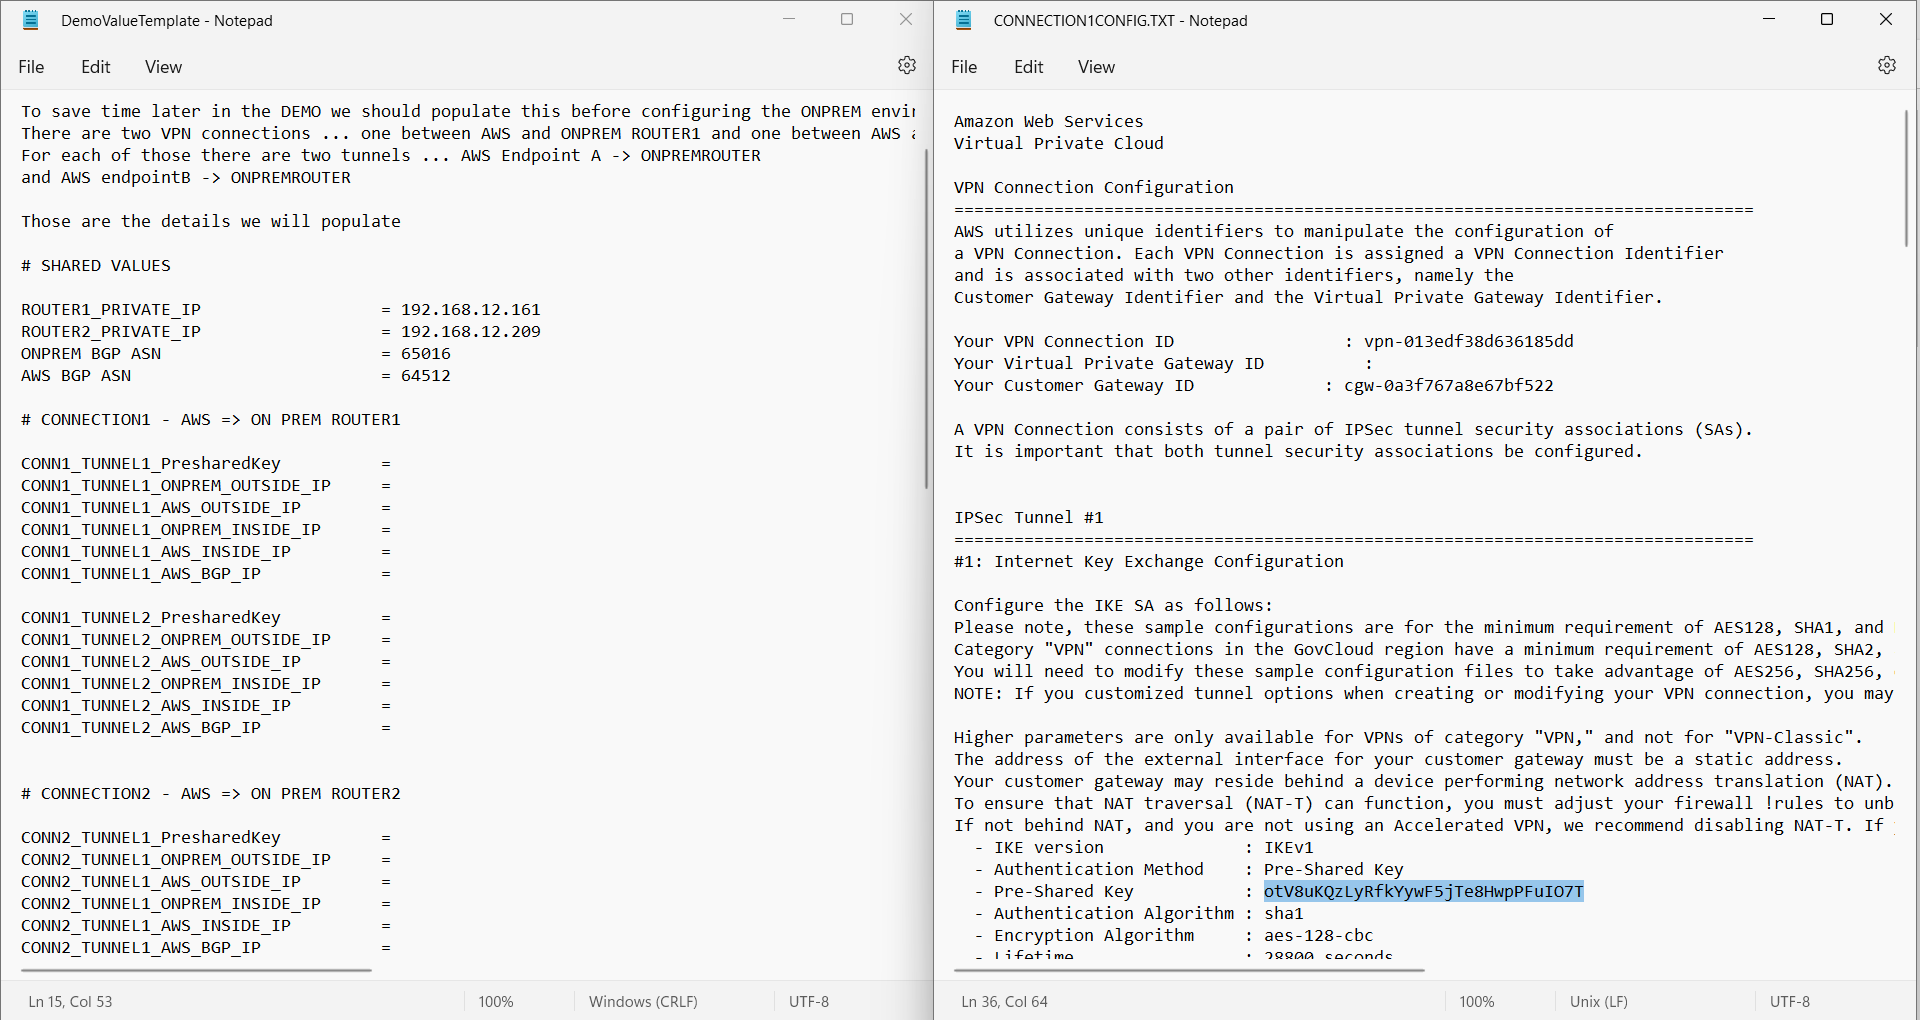 DemoValueTemplate - Notepad
File Edit View
To save time later in the DEMO we should populate this before configuring the ONPREM
There are two VPN connections ... one between AWS and ONPREM ROUTER1 and one between AWS
For each of those there are two tunnels ... AWS Endpoint A -> ONPREMROUTER
and AWS endpointB -> ONPREMROUTER
Those are the details we will populate
# SHARED VALUES
ROUTER1_PRIVATE_IP = 192.168.12.161
ROUTER2_PRIVATE_IP = 192.168.12.209
ONPREM BGP ASN = 65016
AWS BGP ASN = 64512
# CONNECTION1 - AWS => ON PREM ROUTER1
CONN1_TUNNEL1_PresharedKey =
CONN1_TUNNEL1_ONPREM_OUTSIDE_IP =
CONN1_TUNNEL1_AWS_OUTSIDE_IP =
CONN1_TUNNEL1_ONPREM_INSIDE_IP =
CONN1_TUNNEL1_AWS_INSIDE_IP =
CONN1_TUNNEL1_AWS_BGP_IP =
CONN1_TUNNEL2_PresharedKey =
CONN1_TUNNEL2_ONPREM_OUTSIDE_IP =
CONN1_TUNNEL2_AWS_OUTSIDE_IP =
CONN1_TUNNEL2_ONPREM_INSIDE_IP =
CONN1_TUNNEL2_AWS_INSIDE_IP =
CONN1_TUNNEL2_AWS_BGP_IP =
# CONNECTION2 - AWS => ON PREM ROUTER2
CONN2_TUNNEL1_PresharedKey =
CONN2_TUNNEL1_ONPREM_OUTSIDE_IP =
CONN2_TUNNEL1_AWS_OUTSIDE_IP =
CONN2_TUNNEL1_ONPREM_INSIDE_IP =
CONN2_TUNNEL1_AWS_INSIDE_IP =
CONN2_TUNNEL1_AWS_BGP_IP =
Ln 15, Col 53 100% Windows (CRLF) UTF-8
CONNECTION1CONFIG.TXT - Notepad
File Edit View
Amazon Web Services
Virtual Private Cloud
VPN Connection Configuration
================================================================================
AWS utilizes unique identifiers to manipulate the configuration of
a VPN Connection. Each VPN Connection is assigned a VPN Connection Identifier
and is associated with two other identifiers, namely the
Customer Gateway Identifier and the Virtual Private Gateway Identifier.
Your VPN Connection ID : vpn-013edf38d636185dd
Your Virtual Private Gateway ID :
Your Customer Gateway ID : cgw-0a3f767a8e67bf522
A VPN Connection consists of a pair of IPSec tunnel security associations (SAs).
It is important that both tunnel security associations be configured.
IPSec Tunnel #1
================================================================================
#1: Internet Key Exchange Configuration
Configure the IKE SA as follows:
Please note, these sample configurations are for the minimum requirement of AES128, SHA1, and
Category "VPN" connections in the GovCloud region have a minimum requirement of AES128, SHA2,
You will need to modify these sample configuration files to take advantage of AES256, SHA256,
NOTE: If you customized tunnel options when creating or modifying your VPN connection, you may
Higher parameters are only available for VPNs of category "VPN," and not for "VPN-Classic".
The address of the external interface for your customer gateway must be a static address.
Your customer gateway may reside behind a device performing network address translation (NAT).
To ensure that NAT traversal (NAT-T) can function, you must adjust your firewall !rules to unb
If not behind NAT, and you are not using an Accelerated VPN, we recommend disabling NAT-T. If
- IKE version : IKEv1
- Authentication Method : Pre-Shared Key
- Pre-Shared Key : otV8uKQzLyRfkYywF5jTe8HwpPFuIO7T
- Authentication Algorithm : sha1
- Encryption Algorithm : aes-128-cbc
- Lifetime : 28800 seconds
Ln 36, Col 64 100% Unix (LF) UTF-8